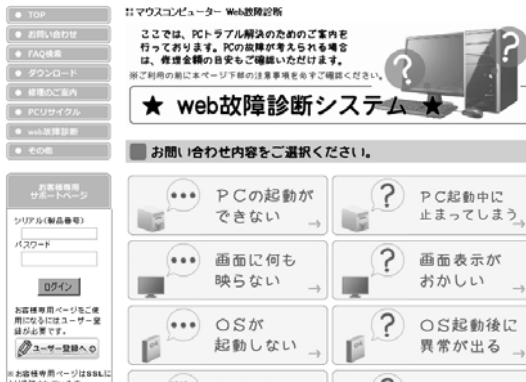 TOP
お問い合わせ
FAQ検索
ダウンロード
修理のご案内
PCリサイクル
web故障診断
その他
お客様専用
サポートページ
シリアル(製品番号)
パスワード
ログイン
お客様専用ページをご使
用になるにはユーザー登
録が必要です。
ユーザー登録へ
※お客様専用ページはSSLに
マウスコンピューター Web故障診断
ここでは、PCトラブル解決のためのご案内を
行っております。PCの故障が考えられる場合
は、修理金額の目安もご確認いただけます。
※ご利用の前に本ページ下部の注意事項を必ずご確認ください。
★ web故障診断システム ★
お問い合わせ内容をご選択ください。
PCの起動が
できない
PC起動中に
止まってしまう
画面に何も
映らない
画面表示が
おかしい
OSが
起動しない
OS起動後に
異常が出る